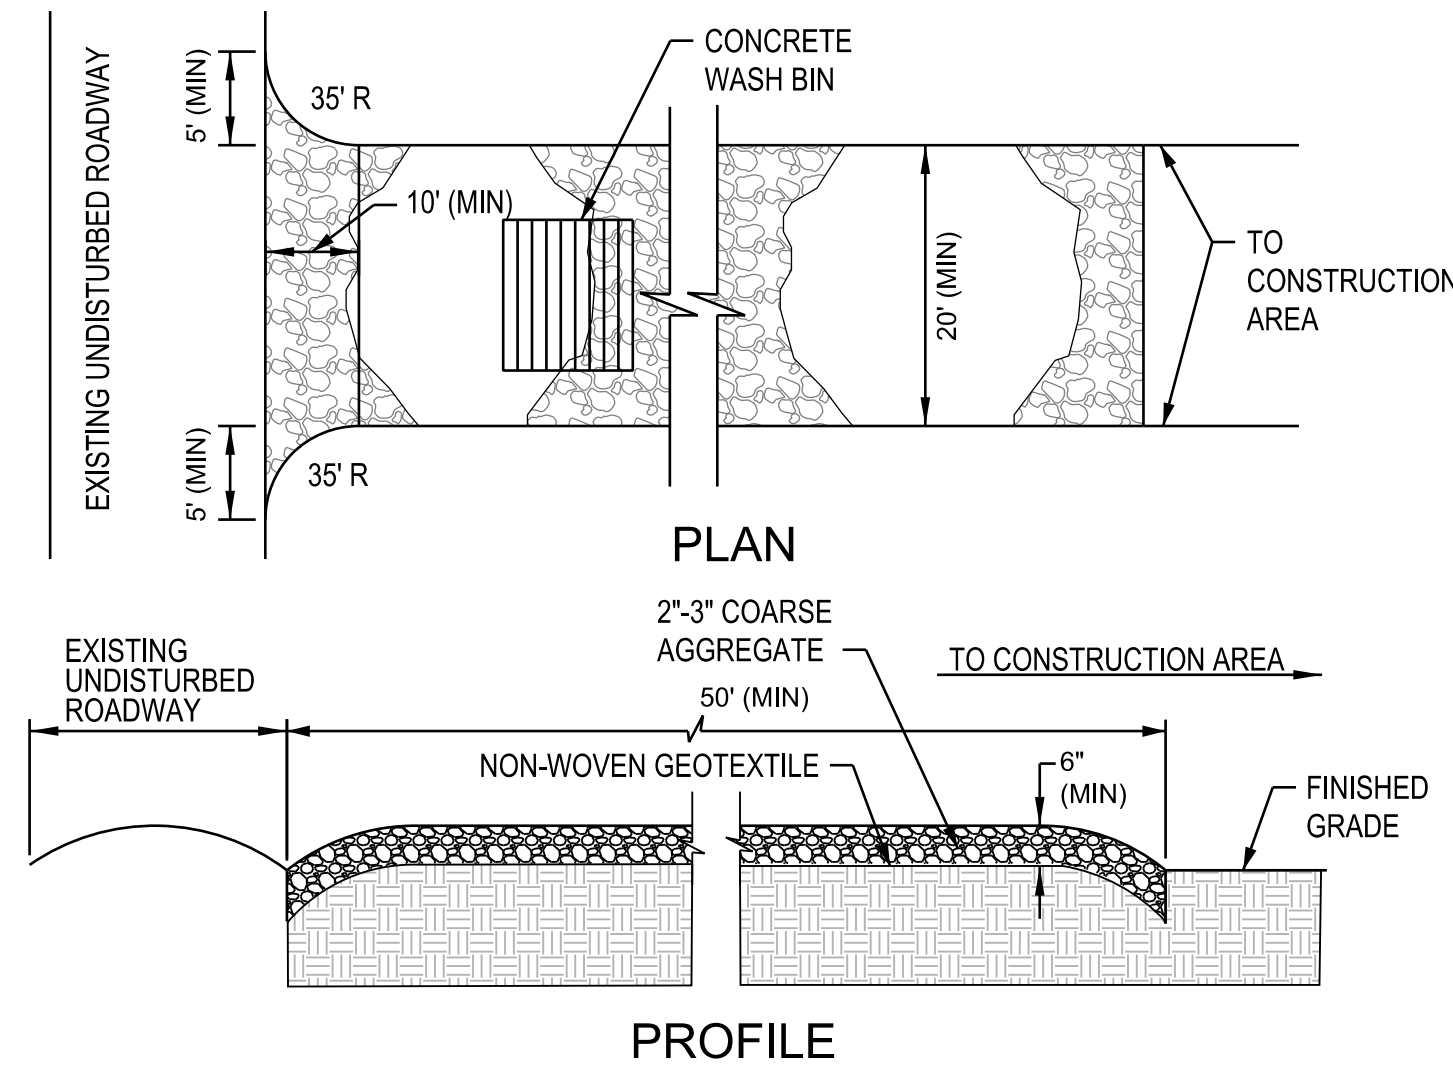 EXISTING UNDISTURBED ROADWAY
5' (MIN)
35' R
CONCRETE
WASH BIN
10' (MIN)
20' (MIN)
TO
CONSTRUCTION
AREA
5' (MIN)
35' R
PLAN
2"-3" COARSE
AGGREGATE
EXISTING
UNDISTURBED
ROADWAY
TO CONSTRUCTION AREA
50' (MIN)
NON-WOVEN GEOTEXTILE
6"
(MIN)
FINISHED
GRADE
PROFILE